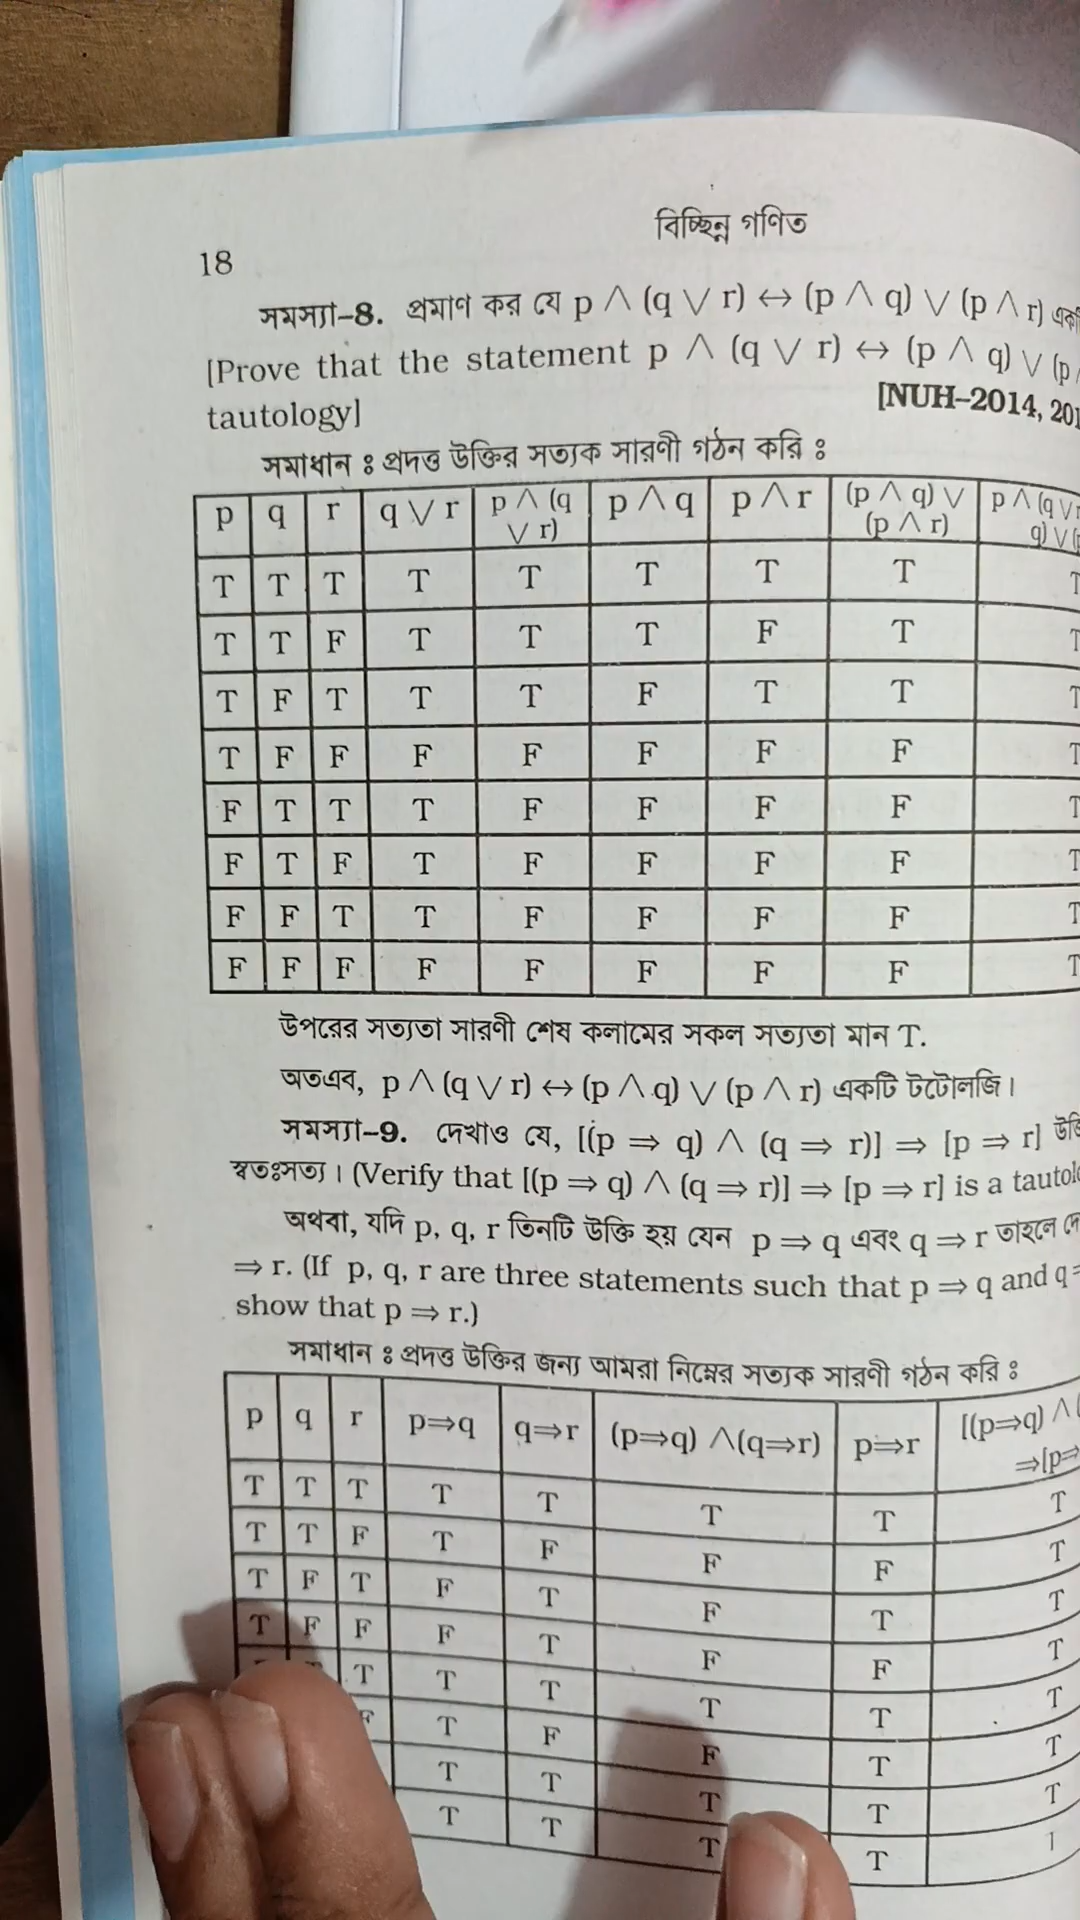 বিচ্ছিন্ন গণিত
18
সমস্যা–8. প্রমাণ কর যে p ∧ (q ∨ r) ↔ (p ∧ q) ∨ (p ∧ r)
[Prove that the statement p ∧ (q ∨ r) ↔ (p ∧ q) ∨ (p
tautology] [NUH–2014, 201
সমাধান ঃ প্রদত্ত উক্তির সত্যক সারণী গঠন করি ঃ
p q r q ∨ r p ∧ (q ∨ r) p ∧ q p ∧ r (p ∧ q) ∨ (p ∧ r) p ∧ (q ∨ r q) ∨ (
T T T T T T T T T
T T F T T T F T T
T F T T T F T T T
T F F F F F F F T
F T T T F F F F T
F T F T F F F F T
F F T T F F F F T
F F F F F F F F T
উপরের সত্যতা সারণী শেষ কলামের সকল সত্যতা মান T.
অতএব, p ∧ (q ∨ r) ↔ (p ∧ q) ∨ (p ∧ r) একটি টটোলজি।
সমস্যা–9. দেখাও যে, [(p ⇒ q) ∧ (q ⇒ r)] ⇒ [p ⇒ r]
স্বতঃসত্য। (Verify that [(p ⇒ q) ∧ (q ⇒ r)] ⇒ [p ⇒ r] is a tautolo
অথবা, যদি p, q, r তিনটি উক্তি হয় যেন p ⇒ q এবং q ⇒ r তাহলে
⇒ r. (If p, q, r are three statements such that p ⇒ q and q
show that p ⇒ r.)
সমাধান ঃ প্রদত্ত উক্তির জন্য আমরা নিম্নের সত্যক সারণী গঠন করি ঃ
p q r p⇒q q⇒r (p⇒q) ∧(q⇒r) p⇒r [(p⇒q) ∧ ⇒[p⇒
T T T T T T T T
T T F T F F F T
T F T F T F T T
T F F F T F F T
T T T T T T
F T F F T T
T T T T T
T T T T T